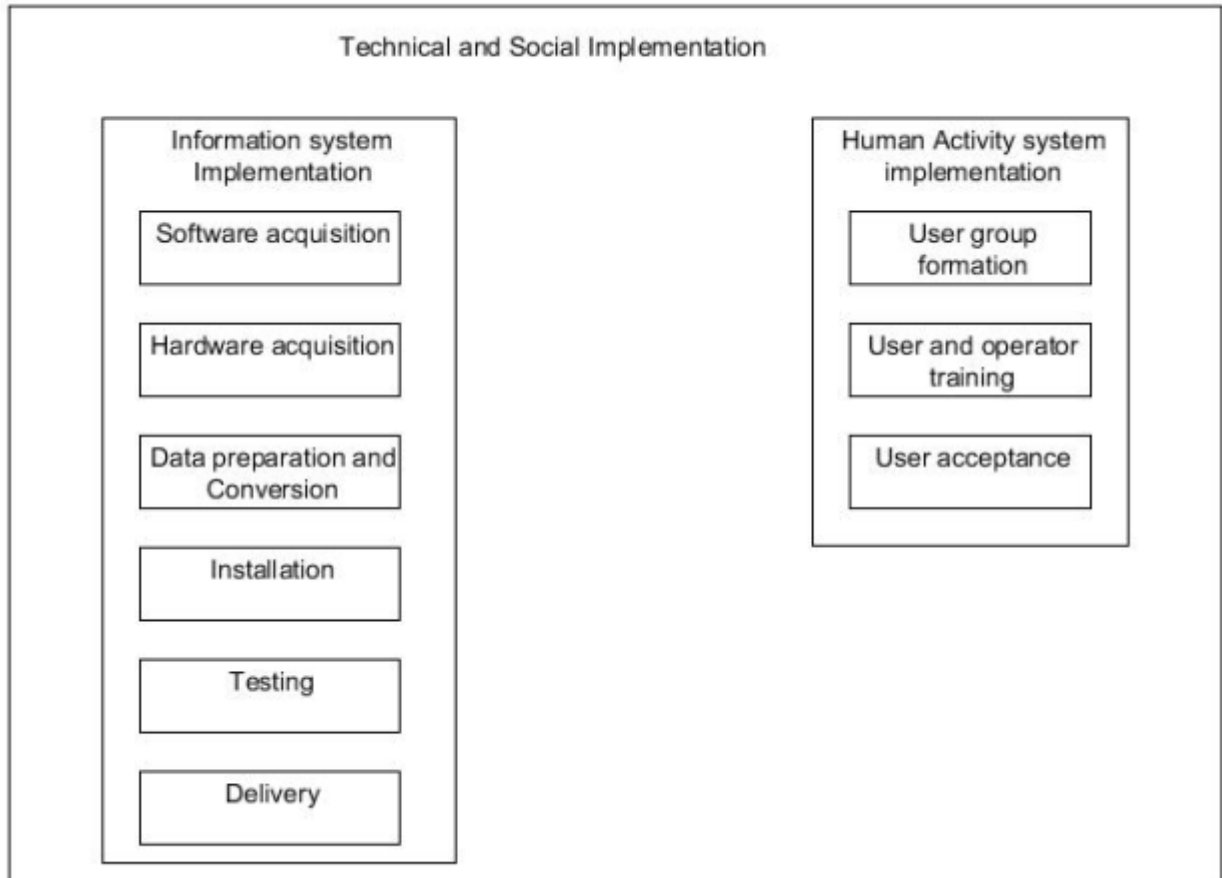 Technical and Social Implementation
Information system
Implementation
Software acquisition
Hardware acquisition
Data preparation and
Conversion
Installation
Testing
Delivery
Human Activity system
implementation
User group
formation
User and operator
training
User acceptance